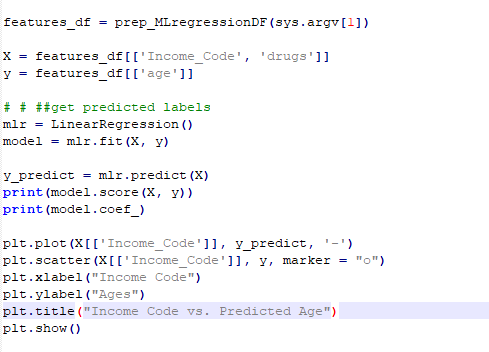 features_df = prep_MLregressionDF(sys.argv[1])
X = features_df[['Income_Code', 'drugs']]
y = features_df[['age']]
# # ##get predicted labels
mlr = LinearRegression()
model = mlr.fit(X, y)
y_predict = mlr.predict(X)
print(model.score(X, y))
print(model.coef_)
plt.plot(X[['Income_Code']], y_predict, '-')
plt.scatter(X[['Income_Code']], y, marker = "o")
plt.xlabel("Income Code")
plt.ylabel("Ages")
plt.title("Income Code vs. Predicted Age")
plt.show()